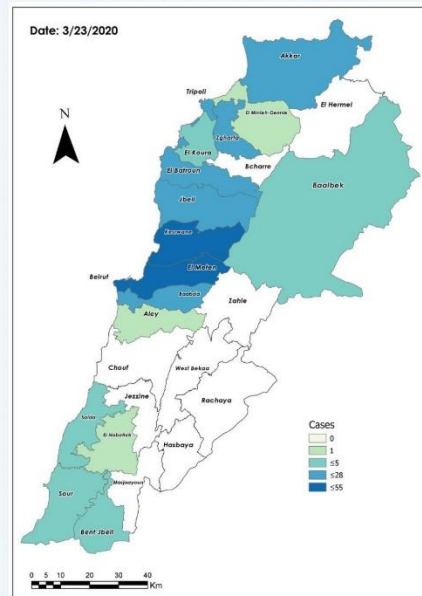 Date: 3/23/2020
Akkar
Tripoli
El Hermel
El Minieh-Dennie
Zgharta
El Koura
Bcharre
El Batroun
Baalbek
Jbeil
Kesrwane
El Meten
Beirut
Baabda
Zahle
Aley
Chouf
West Bekaa
Jezzine
Rachaya
Saida
El Nabatieh
Hasbaya
Marjaayoun
Sour
Bent Jbeil
N
Cases
0
1
≤5
≤28
≤55
0 5 10 20 30 40
Km